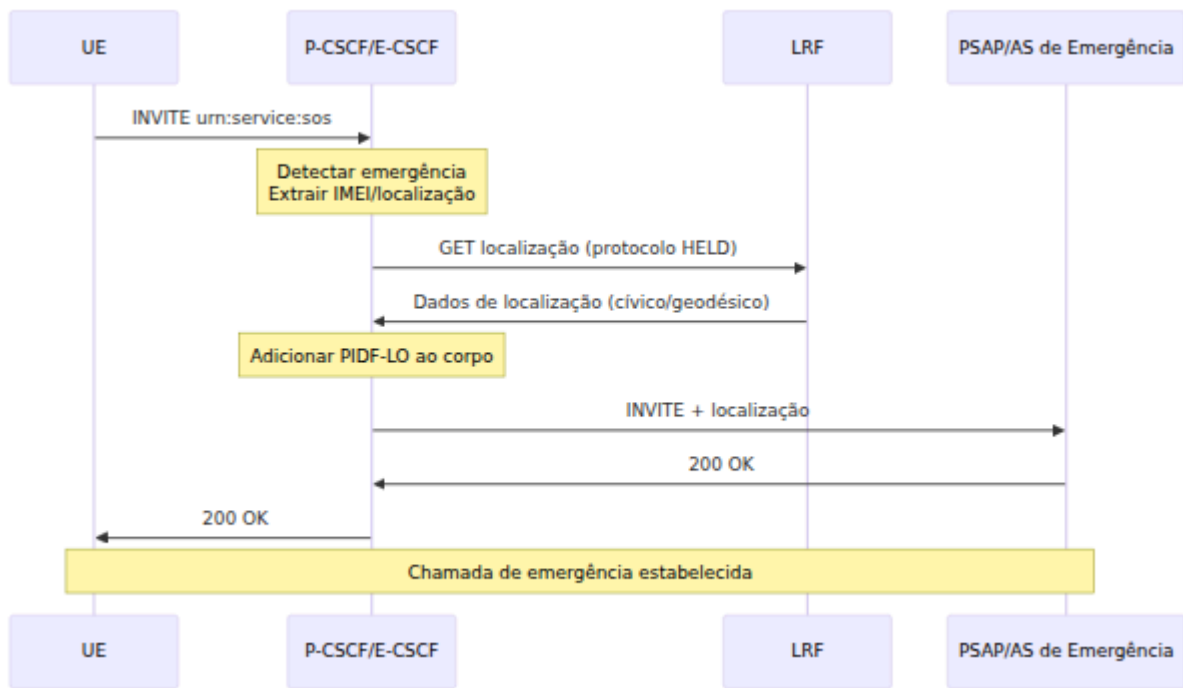 UE
P-CSCF/E-CSCF
LRF
PSAP/AS de Emergência
INVITE urn:service:sos
Detectar emergência
Extrair IMEI/localização
GET localização (protocolo HELD)
Dados de localização (cívico/geodésico)
Adicionar PIDF-LO ao corpo
INVITE + localização
200 OK
200 OK
Chamada de emergência estabelecida
UE
P-CSCF/E-CSCF
LRF
PSAP/AS de Emergência